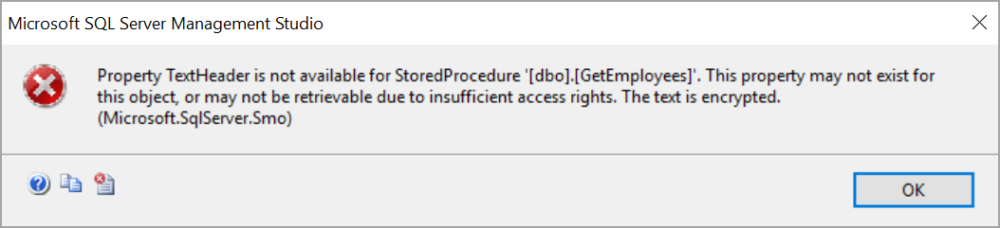 Microsoft SQL Server Management Studio
Property TextHeader is not available for StoredProcedure '[dbo].[GetEmployees]'. This property may not exist for
this object, or may not be retrievable due to insufficient access rights. The text is encrypted.
(Microsoft.SqlServer.Smo)
OK